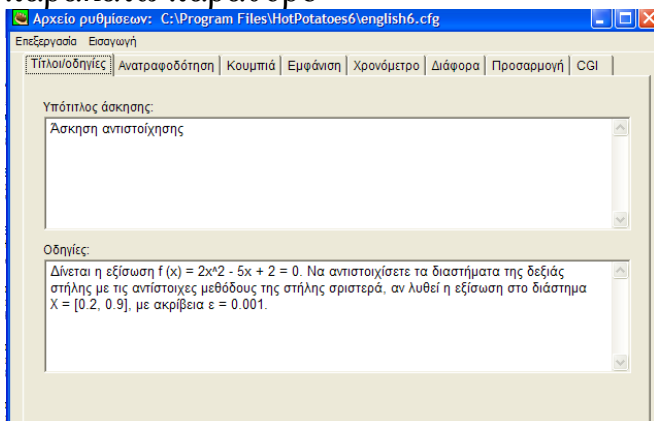 Αρχείο ρυθμίσεων: C:\Program Files\HotPotatoes6\english6.cfg
Επεξεργασία Εισαγωγή
Τίτλοι/οδηγίες Ανατροφοδότηση Κουμπιά Εμφάνιση Χρονόμετρο Διάφορα Προσαρμογή CGI
Υπότιτλος άσκησης:
Άσκηση αντιστοίχησης
Οδηγίες:
Δίνεται η εξίσωση f (x) = 2x^2 - 5x + 2 = 0. Να αντιστοιχίσετε τα διαστήματα της δεξιάς
στήλης με τις αντίστοιχες μεθόδους της στήλης σριστερά, αν λυθεί η εξίσωση στο διάστημα
X = [0.2, 0.9], με ακρίβεια ε = 0.001.